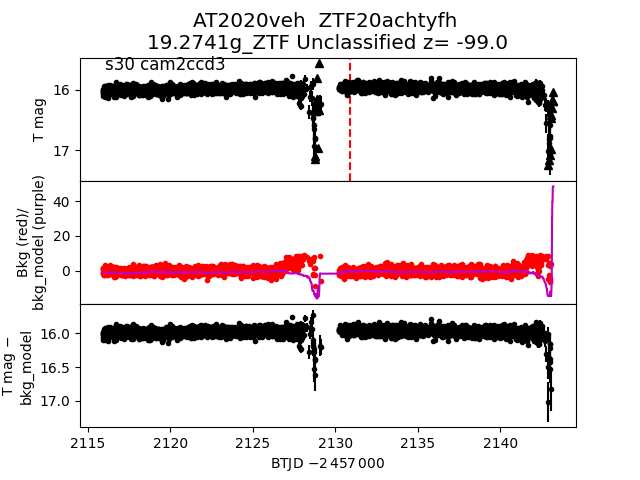 AT2020veh  ZTF20achtyfh
19.2741g_ZTF Unclassified z= -99.0
s30 cam2ccd3
T mag
16
17
Bkg (red)/
bkg_model (purple)
40
20
0
T mag −
bkg_model
16.0
16.5
17.0
2115 2120 2125 2130 2135 2140
BTJD −2 457 000